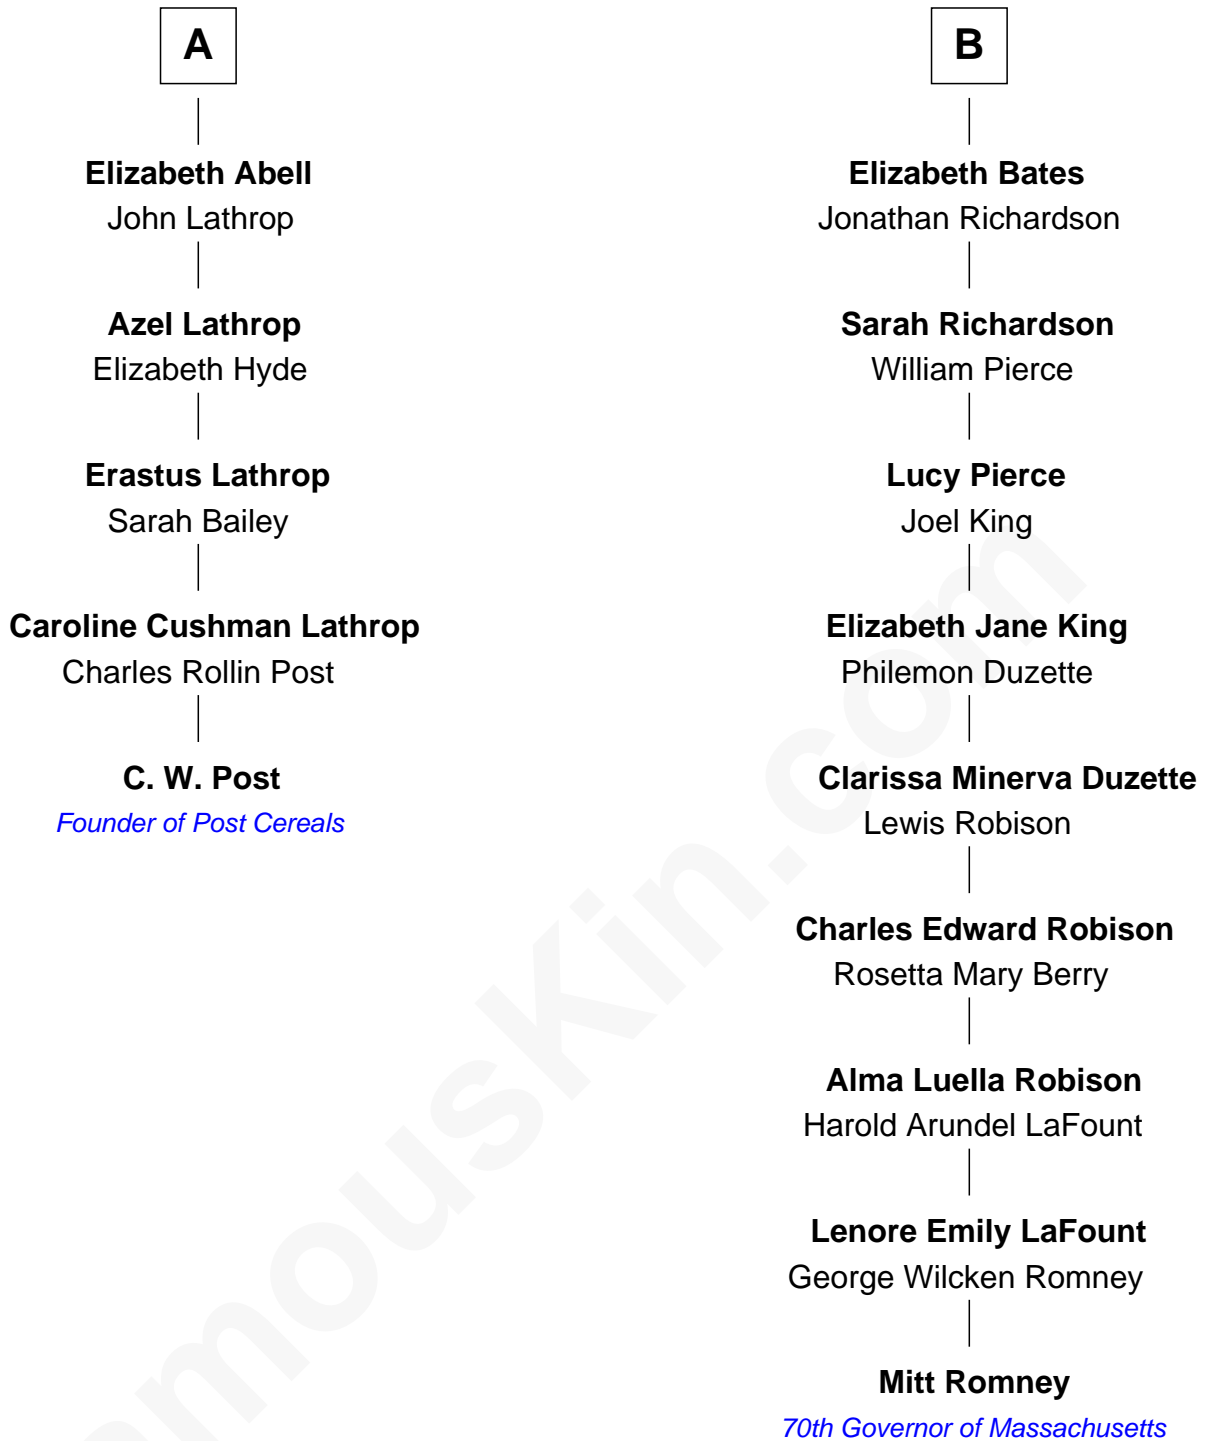 A
Elizabeth Abell
John Lathrop
Azel Lathrop
Elizabeth Hyde
Erastus Lathrop
Sarah Bailey
Caroline Cushman Lathrop
Charles Rollin Post
C. W. Post
Founder of Post Cereals
B
Elizabeth Bates
Jonathan Richardson
Sarah Richardson
William Pierce
Lucy Pierce
Joel King
Elizabeth Jane King
Philemon Duzette
Clarissa Minerva Duzette
Lewis Robison
Charles Edward Robison
Rosetta Mary Berry
Alma Luella Robison
Harold Arundel LaFount
Lenore Emily LaFount
George Wilcken Romney
Mitt Romney
70th Governor of Massachusetts
amousKin.com